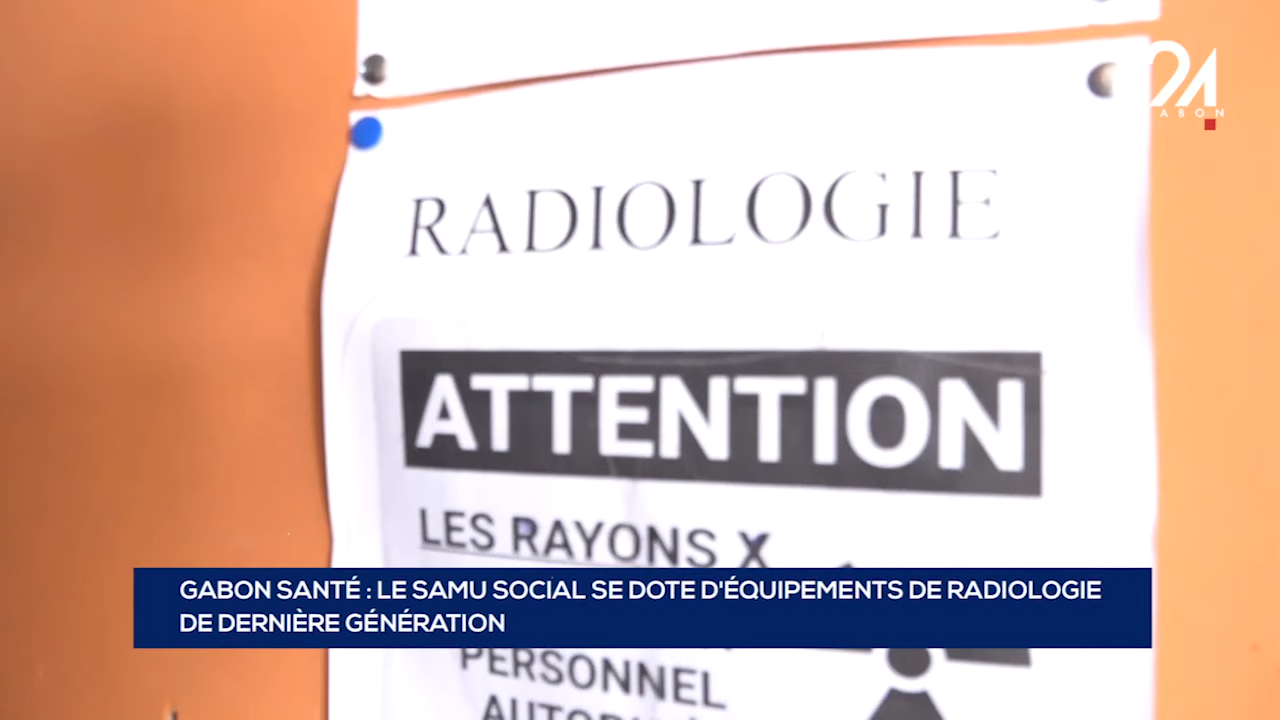 24
GABON
RADIOLOGIE
ATTENTION
LES RAYONS X
GABON SANTÉ : LE SAMU SOCIAL SE DOTE D'ÉQUIPEMENTS DE RADIOLOGIE
DE DERNIÈRE GÉNÉRATION
PERSONNEL